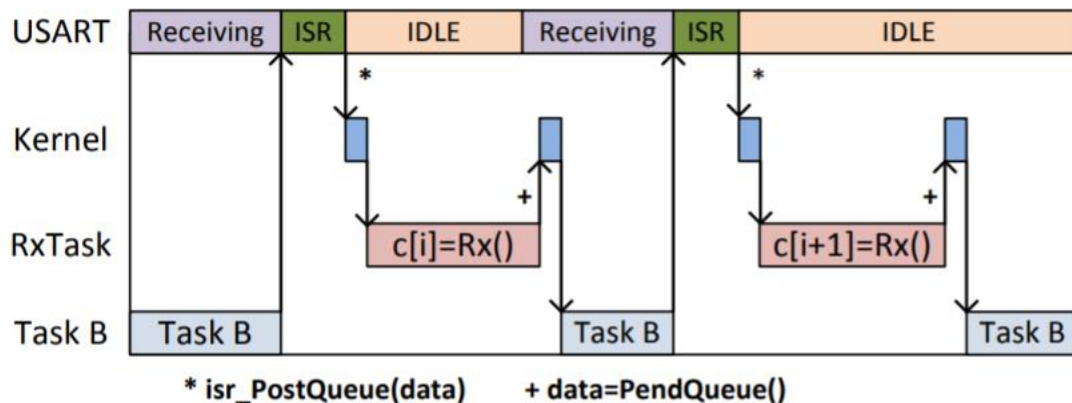 USART Receiving ISR IDLE Receiving ISR IDLE
* *
Kernel
+ +
RxTask c[i]=Rx() c[i+1]=Rx()
Task B Task B Task B Task B
* isr_PostQueue(data) + data=PendQueue()